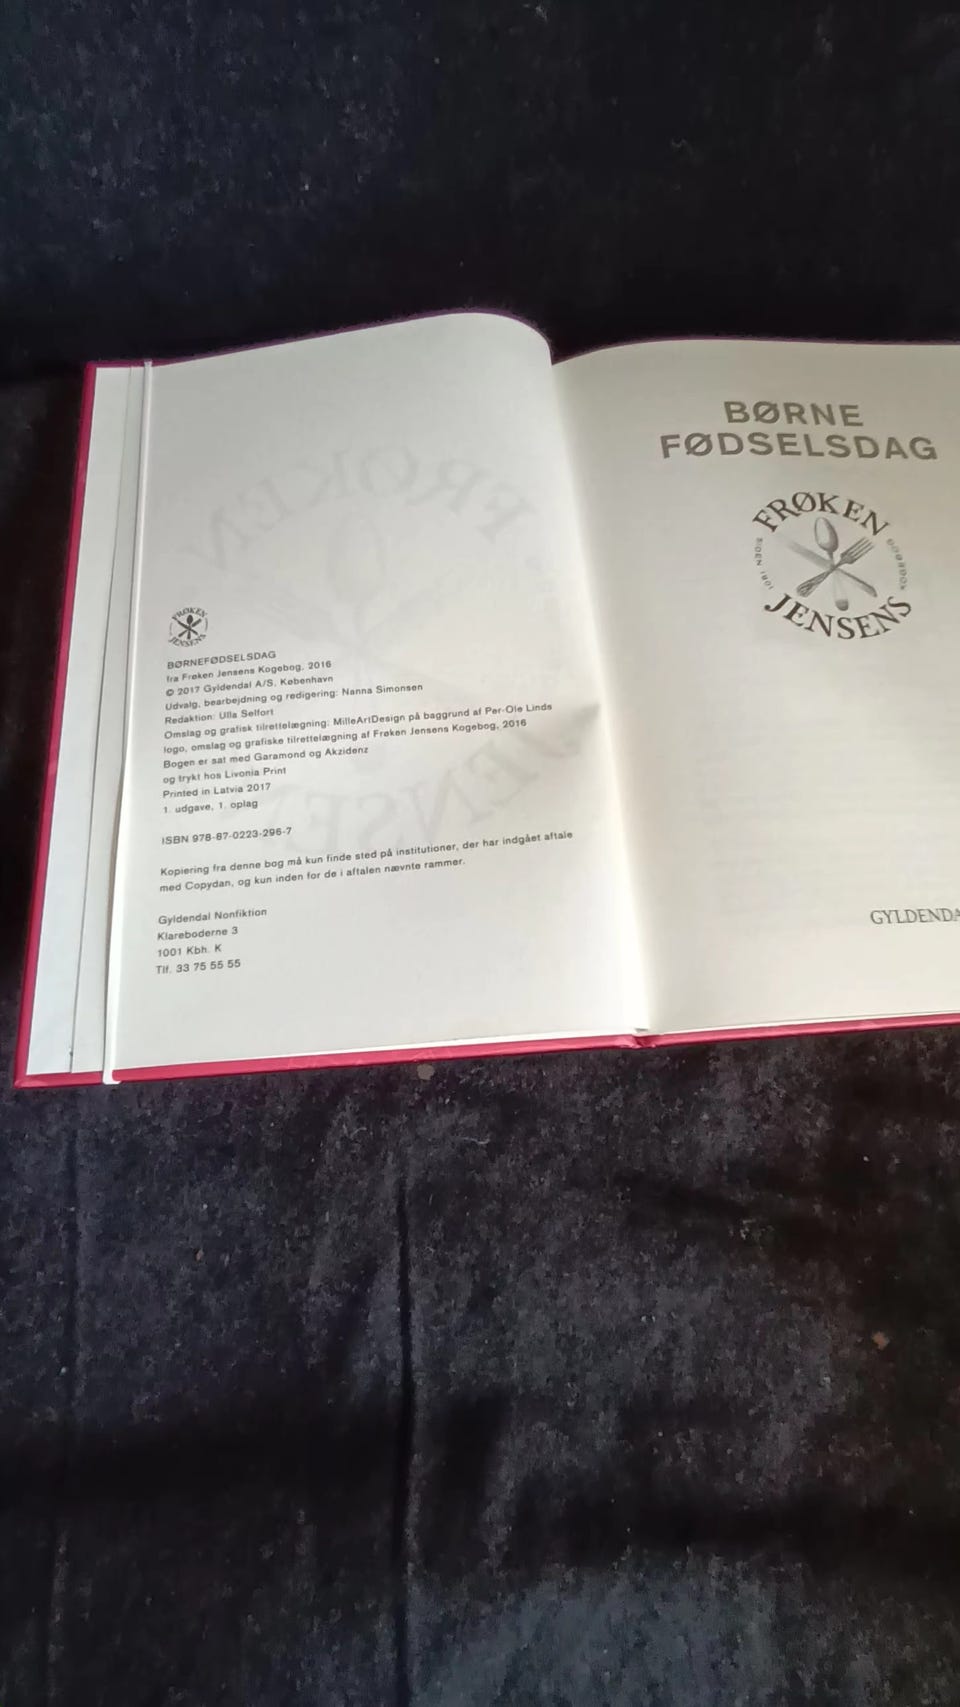 FRØKEN
JENSENS
BØRNEFØDSELSDAG
fra Frøken Jensens Kogebog, 2016
© 2017 Gyldendal A/S, København
Udvalg, bearbejdning og redigering: Nanna Simonsen
Redaktion: Ulla Selfort
Omslag og grafisk tilrettelægning: MilleArtDesign på baggrund af Per-Ole Linds
logo, omslag og grafiske tilrettelægning af Frøken Jensens Kogebog, 2016
Bogen er sat med Garamond og Akzidenz
og trykt hos Livonia Print
Printed in Latvia 2017
1. udgave, 1. oplag
ISBN 978-87-0223-296-7
Kopiering fra denne bog må kun finde sted på institutioner, der har indgået aftale
med Copydan, og kun inden for de i aftalen nævnte rammer.
Gyldendal Nonfiktion
Klareboderne 3
1001 Kbh. K
Tlf. 33 75 55 55
BØRNE
FØDSELSDAG
FRØKEN
SIDEN 1901
JENSENS
GYLDENDA